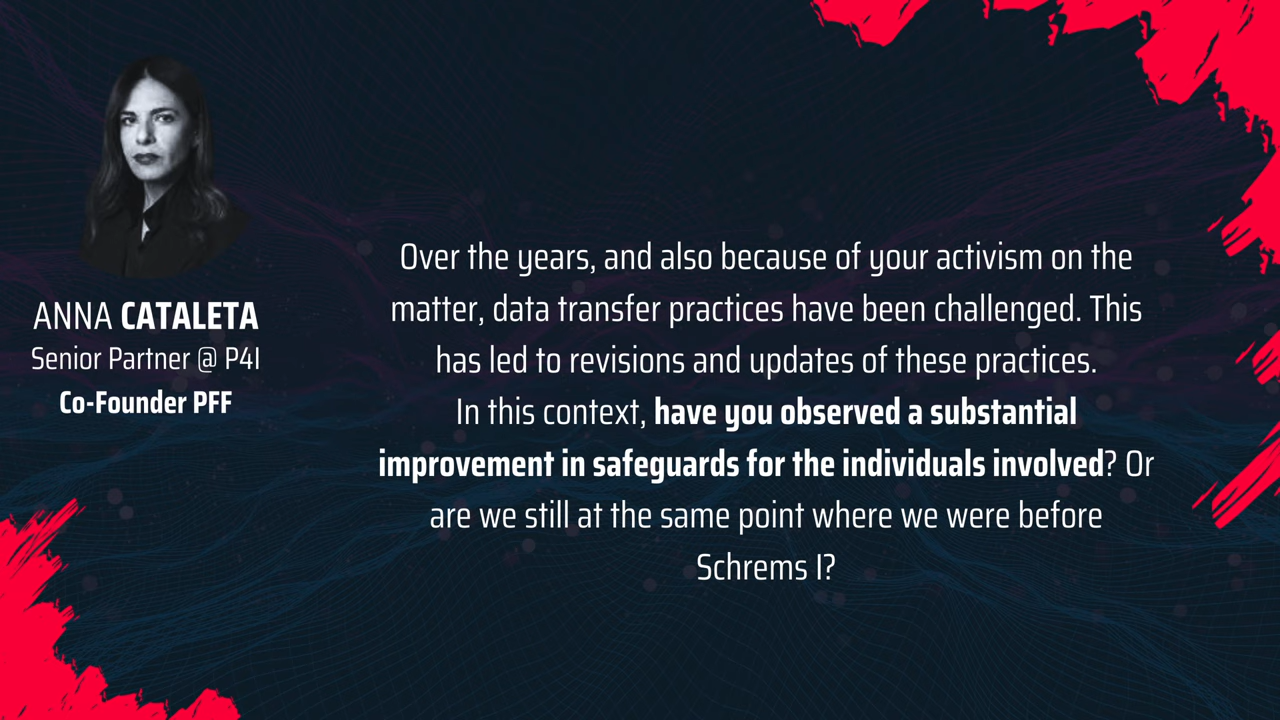 ANNA CATALETA
Senior Partner @ P4I
Co-Founder PFF
Over the years, and also because of your activism on the
matter, data transfer practices have been challenged. This
has led to revisions and updates of these practices.
In this context, have you observed a substantial
improvement in safeguards for the individuals involved? Or
are we still at the same point where we were before
Schrems I?